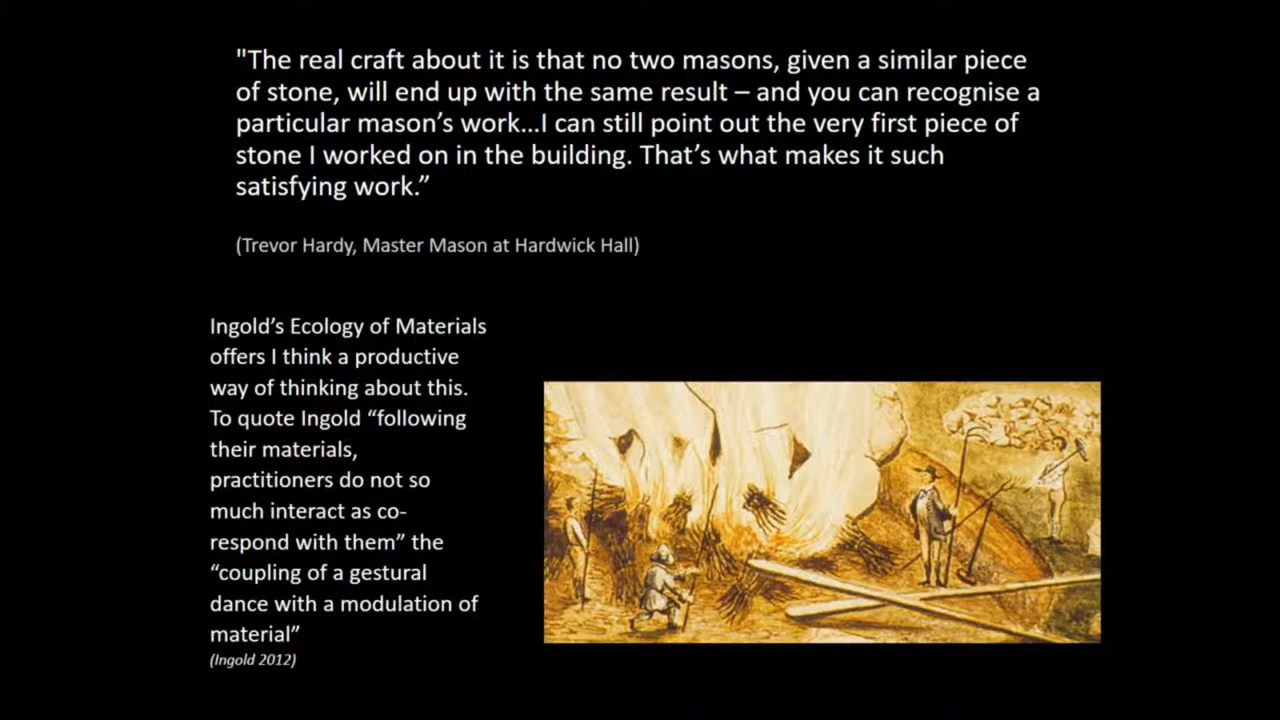 "The real craft about it is that no two masons, given a similar piece
of stone, will end up with the same result – and you can recognise a
particular mason’s work…I can still point out the very first piece of
stone I worked on in the building. That’s what makes it such
satisfying work.”
(Trevor Hardy, Master Mason at Hardwick Hall)
Ingold’s Ecology of Materials
offers I think a productive
way of thinking about this.
To quote Ingold “following
their materials,
practitioners do not so
much interact as co-
respond with them” the
“coupling of a gestural
dance with a modulation of
material”
(Ingold 2012)